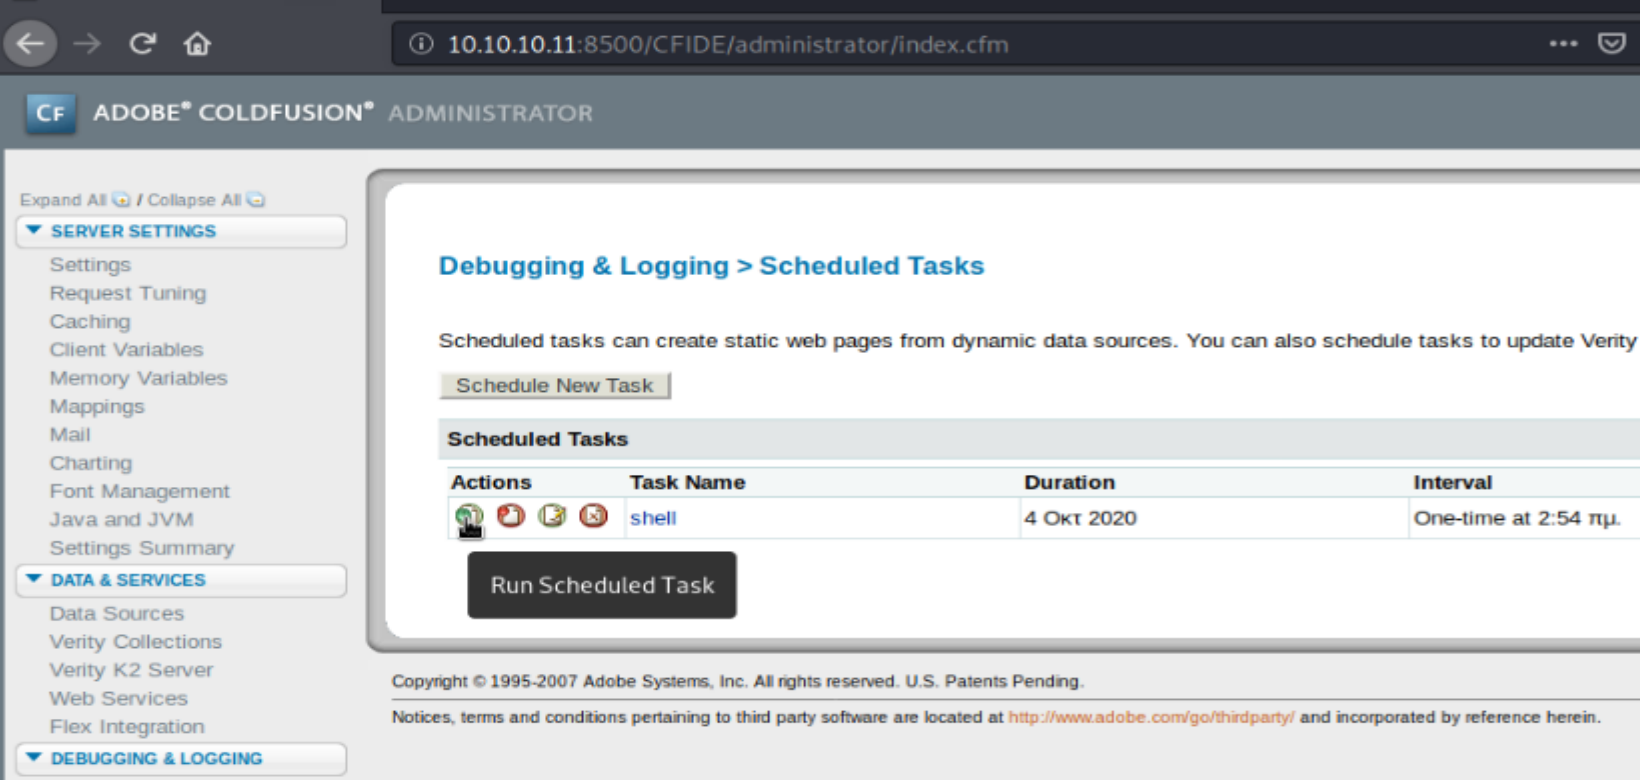 10.10.10.11:8500/CFIDE/administrator/index.cfm
CF ADOBE® COLDFUSION® ADMINISTRATOR
Expand All / Collapse All
SERVER SETTINGS
Settings
Request Tuning
Caching
Client Variables
Memory Variables
Mappings
Mail
Charting
Font Management
Java and JVM
Settings Summary
DATA & SERVICES
Data Sources
Verity Collections
Verity K2 Server
Web Services
Flex Integration
DEBUGGING & LOGGING
Debugging & Logging > Scheduled Tasks
Scheduled tasks can create static web pages from dynamic data sources. You can also schedule tasks to update Verity
Schedule New Task
Scheduled Tasks
Actions Task Name Duration Interval
shell 4 Οκτ 2020 One-time at 2:54 πμ.
Run Scheduled Task
Copyright © 1995-2007 Adobe Systems, Inc. All rights reserved. U.S. Patents Pending.
Notices, terms and conditions pertaining to third party software are located at http://www.adobe.com/go/thirdparty/ and incorporated by reference herein.